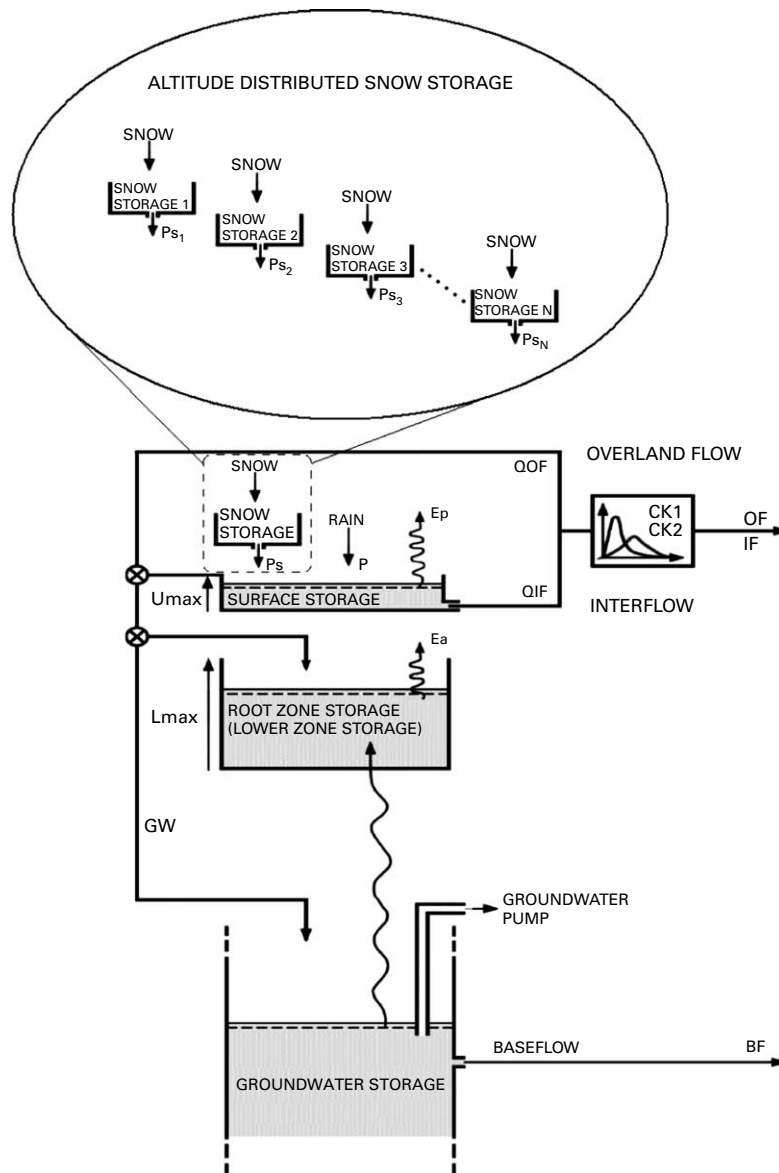 ALTITUDE DISTRIBUTED SNOW STORAGE
SNOW
SNOW
STORAGE 1
Ps1
SNOW
SNOW
STORAGE 2
Ps2
SNOW
SNOW
STORAGE 3
Ps3
SNOW
SNOW
STORAGE N
PsN
SNOW
SNOW
STORAGE
Ps
RAIN
P
Ep
QOF
OVERLAND FLOW
CK1
CK2
OF
IF
Umax
SURFACE STORAGE
QIF
INTERFLOW
Ea
Lmax
ROOT ZONE STORAGE
(LOWER ZONE STORAGE)
GW
GROUNDWATER
PUMP
BASEFLOW
BF
GROUNDWATER STORAGE